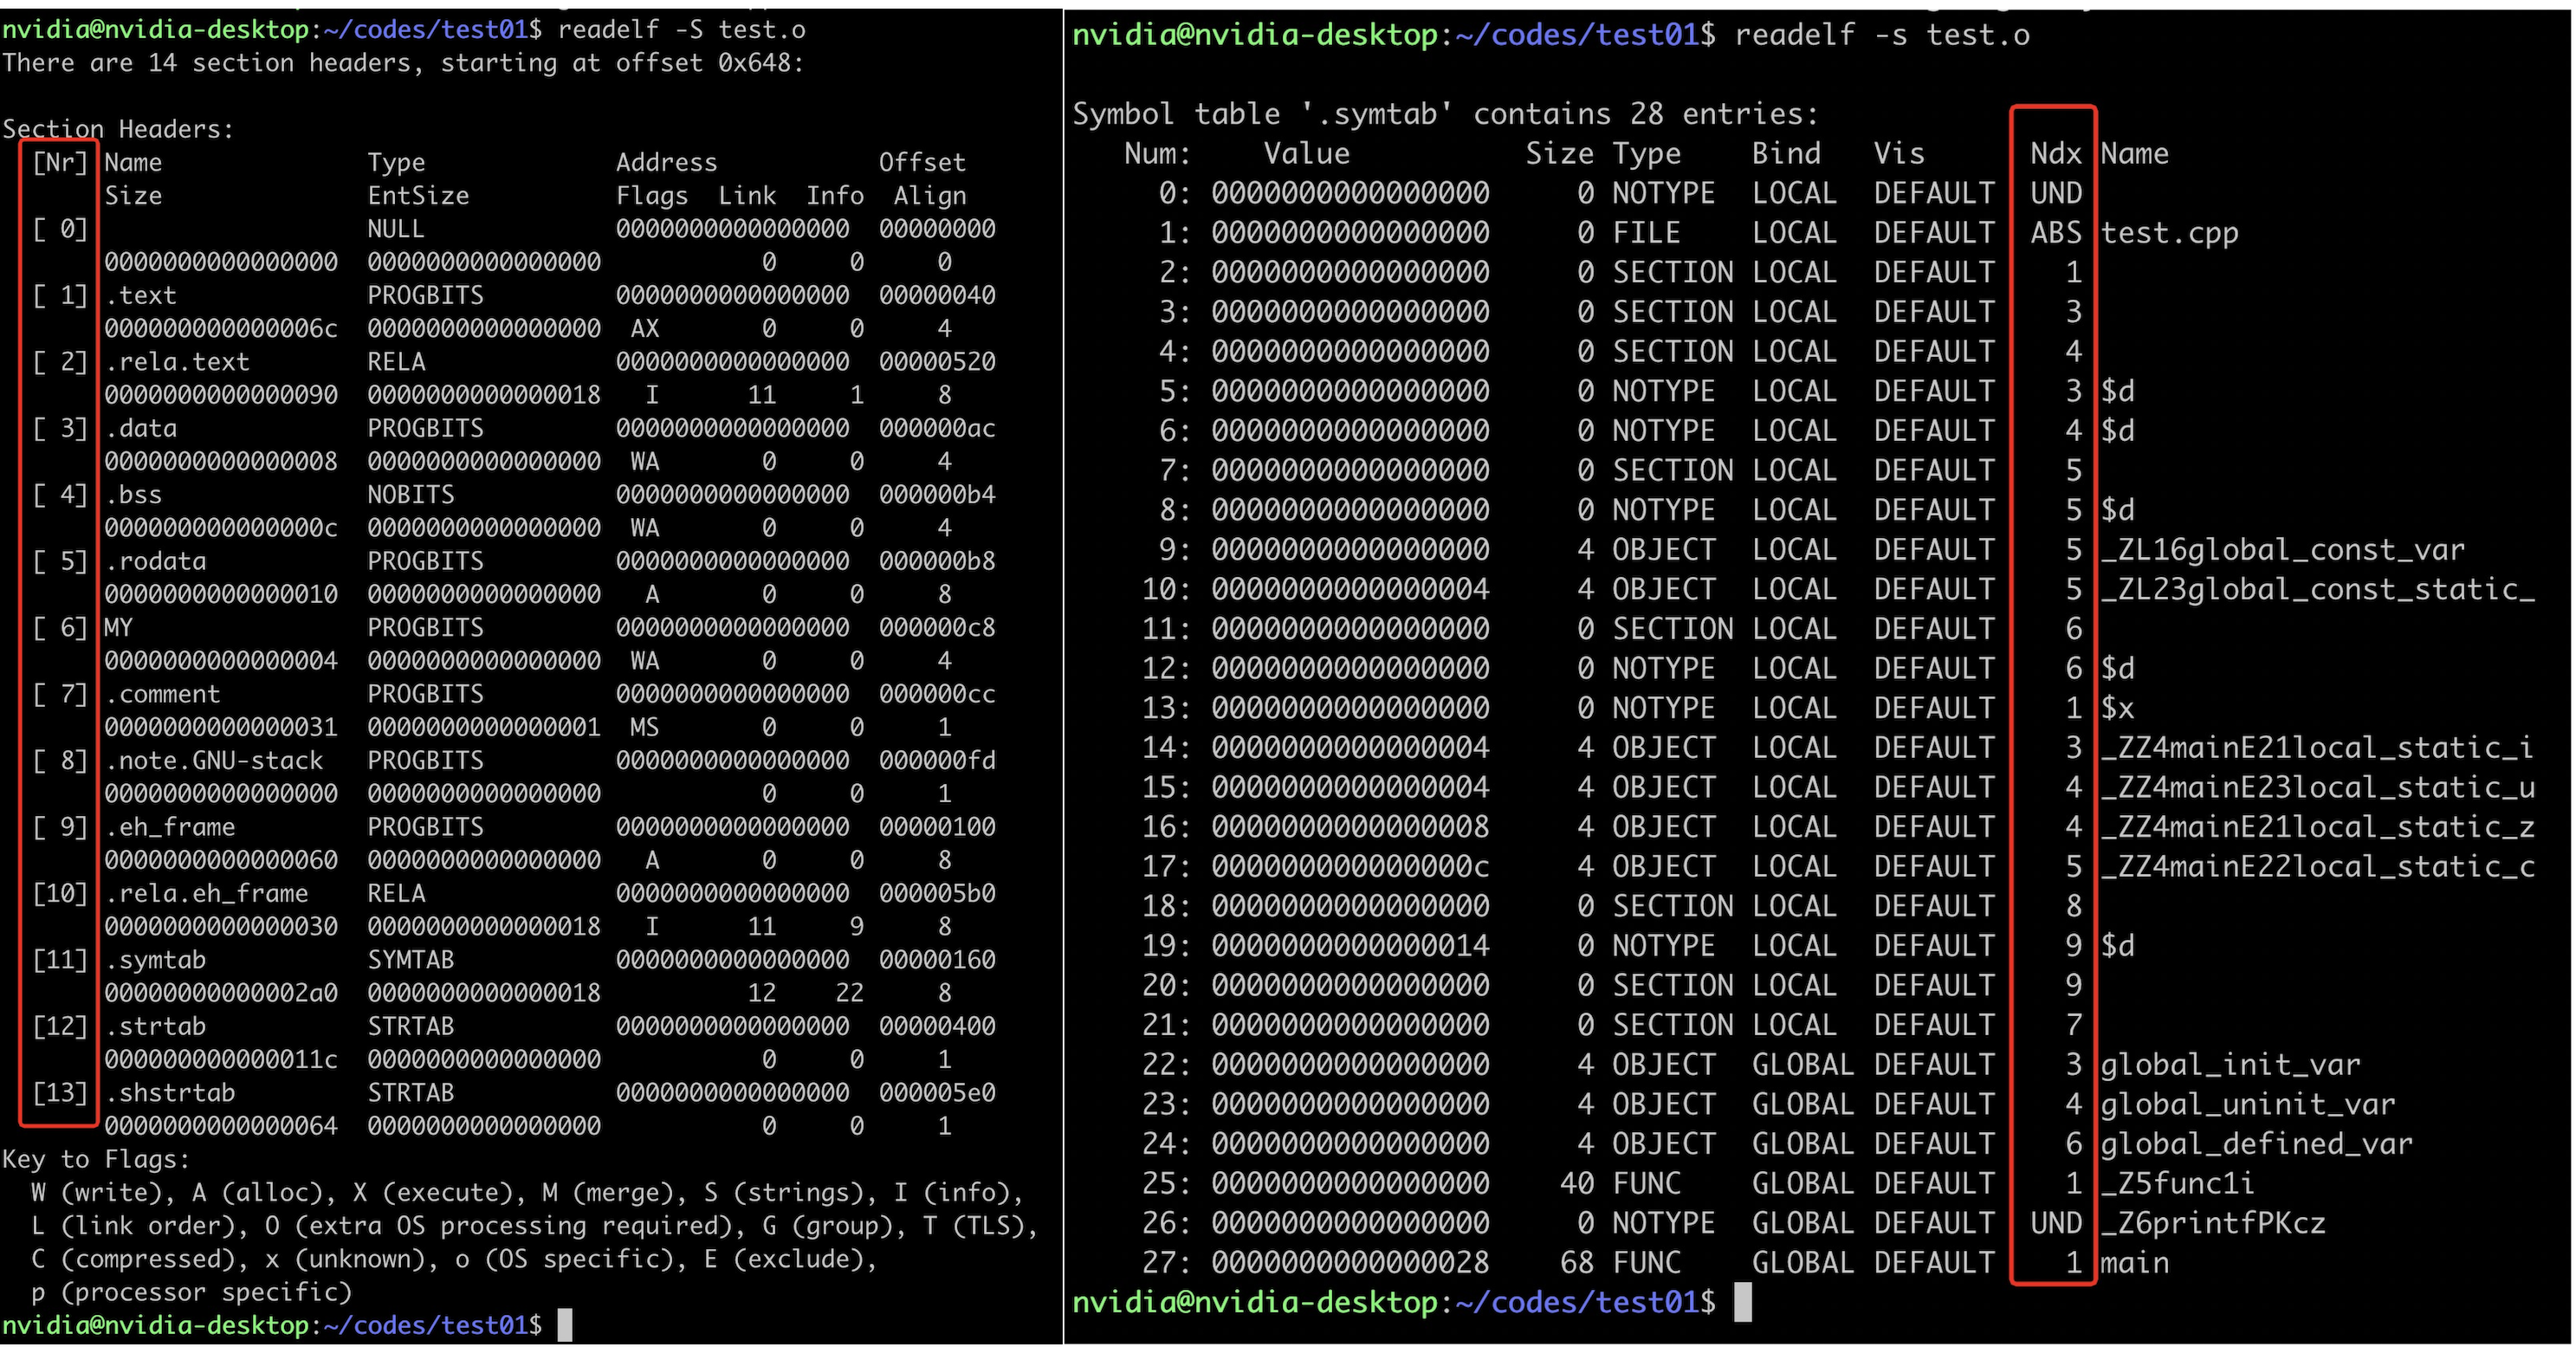 nvidia@nvidia-desktop:~/codes/test01$ readelf -S test.o
There are 14 section headers, starting at offset 0x648:
Section Headers:
[Nr] Name Type Address Offset
Size EntSize Flags Link Info Align
[ 0] NULL 0000000000000000 00000000
0000000000000000 0000000000000000 0 0 0
[ 1] .text PROGBITS 0000000000000000 00000040
000000000000006c 0000000000000000 AX 0 0 4
[ 2] .rela.text RELA 0000000000000000 00000520
0000000000000090 0000000000000018 I 11 1 8
[ 3] .data PROGBITS 0000000000000000 000000ac
0000000000000008 0000000000000000 WA 0 0 4
[ 4] .bss NOBITS 0000000000000000 000000b4
000000000000000c 0000000000000000 WA 0 0 4
[ 5] .rodata PROGBITS 0000000000000000 000000b8
0000000000000010 0000000000000000 A 0 0 8
[ 6] MY PROGBITS 0000000000000000 000000c8
0000000000000004 0000000000000000 WA 0 0 4
[ 7] .comment PROGBITS 0000000000000000 000000cc
0000000000000031 0000000000000001 MS 0 0 1
[ 8] .note.GNU-stack PROGBITS 0000000000000000 000000fd
0000000000000000 0000000000000000 0 0 1
[ 9] .eh_frame PROGBITS 0000000000000000 00000100
0000000000000060 0000000000000000 A 0 0 8
[10] .rela.eh_frame RELA 0000000000000000 000005b0
0000000000000030 0000000000000018 I 11 9 8
[11] .symtab SYMTAB 0000000000000000 00000160
00000000000002a0 0000000000000018 12 22 8
[12] .strtab STRTAB 0000000000000000 00000400
000000000000011c 0000000000000000 0 0 1
[13] .shstrtab STRTAB 0000000000000000 000005e0
0000000000000064 0000000000000000 0 0 1
Key to Flags:
W (write), A (alloc), X (execute), M (merge), S (strings), I (info),
L (link order), O (extra OS processing required), G (group), T (TLS),
C (compressed), x (unknown), o (OS specific), E (exclude),
p (processor specific)
nvidia@nvidia-desktop:~/codes/test01$
nvidia@nvidia-desktop:~/codes/test01$ readelf -s test.o
Symbol table '.symtab' contains 28 entries:
Num: Value Size Type Bind Vis Ndx Name
0: 0000000000000000 0 NOTYPE LOCAL DEFAULT UND
1: 0000000000000000 0 FILE LOCAL DEFAULT ABS test.cpp
2: 0000000000000000 0 SECTION LOCAL DEFAULT 1
3: 0000000000000000 0 SECTION LOCAL DEFAULT 3
4: 0000000000000000 0 SECTION LOCAL DEFAULT 4
5: 0000000000000000 0 NOTYPE LOCAL DEFAULT 3 $d
6: 0000000000000000 0 NOTYPE LOCAL DEFAULT 4 $d
7: 0000000000000000 0 SECTION LOCAL DEFAULT 5
8: 0000000000000000 0 NOTYPE LOCAL DEFAULT 5 $d
9: 0000000000000000 4 OBJECT LOCAL DEFAULT 5 _ZL16global_const_var
10: 0000000000000004 4 OBJECT LOCAL DEFAULT 5 _ZL23global_const_static_
11: 0000000000000000 0 SECTION LOCAL DEFAULT 6
12: 0000000000000000 0 NOTYPE LOCAL DEFAULT 6 $d
13: 0000000000000000 0 NOTYPE LOCAL DEFAULT 1 $x
14: 0000000000000004 4 OBJECT LOCAL DEFAULT 3 _ZZ4mainE21local_static_i
15: 0000000000000004 4 OBJECT LOCAL DEFAULT 4 _ZZ4mainE23local_static_u
16: 0000000000000008 4 OBJECT LOCAL DEFAULT 4 _ZZ4mainE21local_static_z
17: 000000000000000c 4 OBJECT LOCAL DEFAULT 5 _ZZ4mainE22local_static_c
18: 0000000000000000 0 SECTION LOCAL DEFAULT 8
19: 0000000000000014 0 NOTYPE LOCAL DEFAULT 9 $d
20: 0000000000000000 0 SECTION LOCAL DEFAULT 9
21: 0000000000000000 0 SECTION LOCAL DEFAULT 7
22: 0000000000000000 4 OBJECT GLOBAL DEFAULT 3 global_init_var
23: 0000000000000000 4 OBJECT GLOBAL DEFAULT 4 global_uninit_var
24: 0000000000000000 4 OBJECT GLOBAL DEFAULT 6 global_defined_var
25: 0000000000000000 40 FUNC GLOBAL DEFAULT 1 _Z5func1i
26: 0000000000000000 0 NOTYPE GLOBAL DEFAULT UND _Z6printfPKcz
27: 0000000000000028 68 FUNC GLOBAL DEFAULT 1 main
nvidia@nvidia-desktop:~/codes/test01$